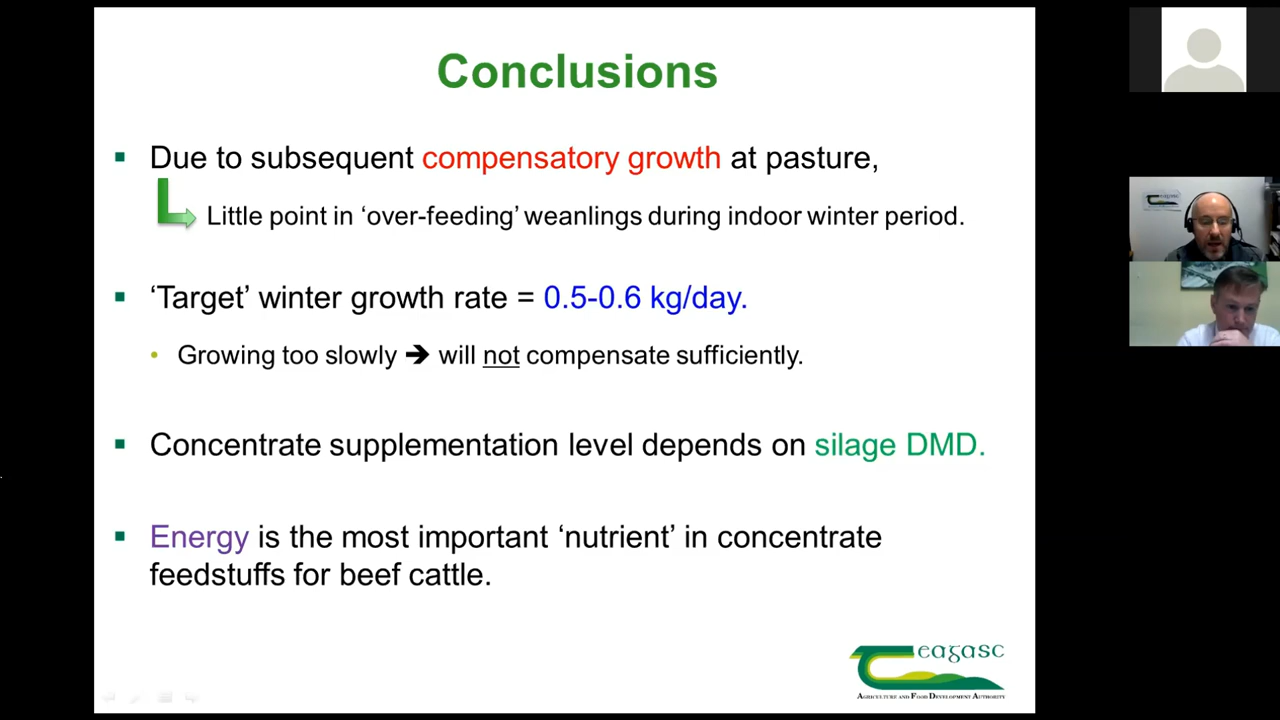 Conclusions
Due to subsequent compensatory growth at pasture,
Little point in ‘over-feeding’ weanlings during indoor winter period.
‘Target’ winter growth rate = 0.5-0.6 kg/day.
Growing too slowly ➔ will not compensate sufficiently.
Concentrate supplementation level depends on silage DMD.
Energy is the most important ‘nutrient’ in concentrate
feedstuffs for beef cattle.
eagasc
AGRICULTURE AND FOOD DEVELOPMENT AUTHORITY